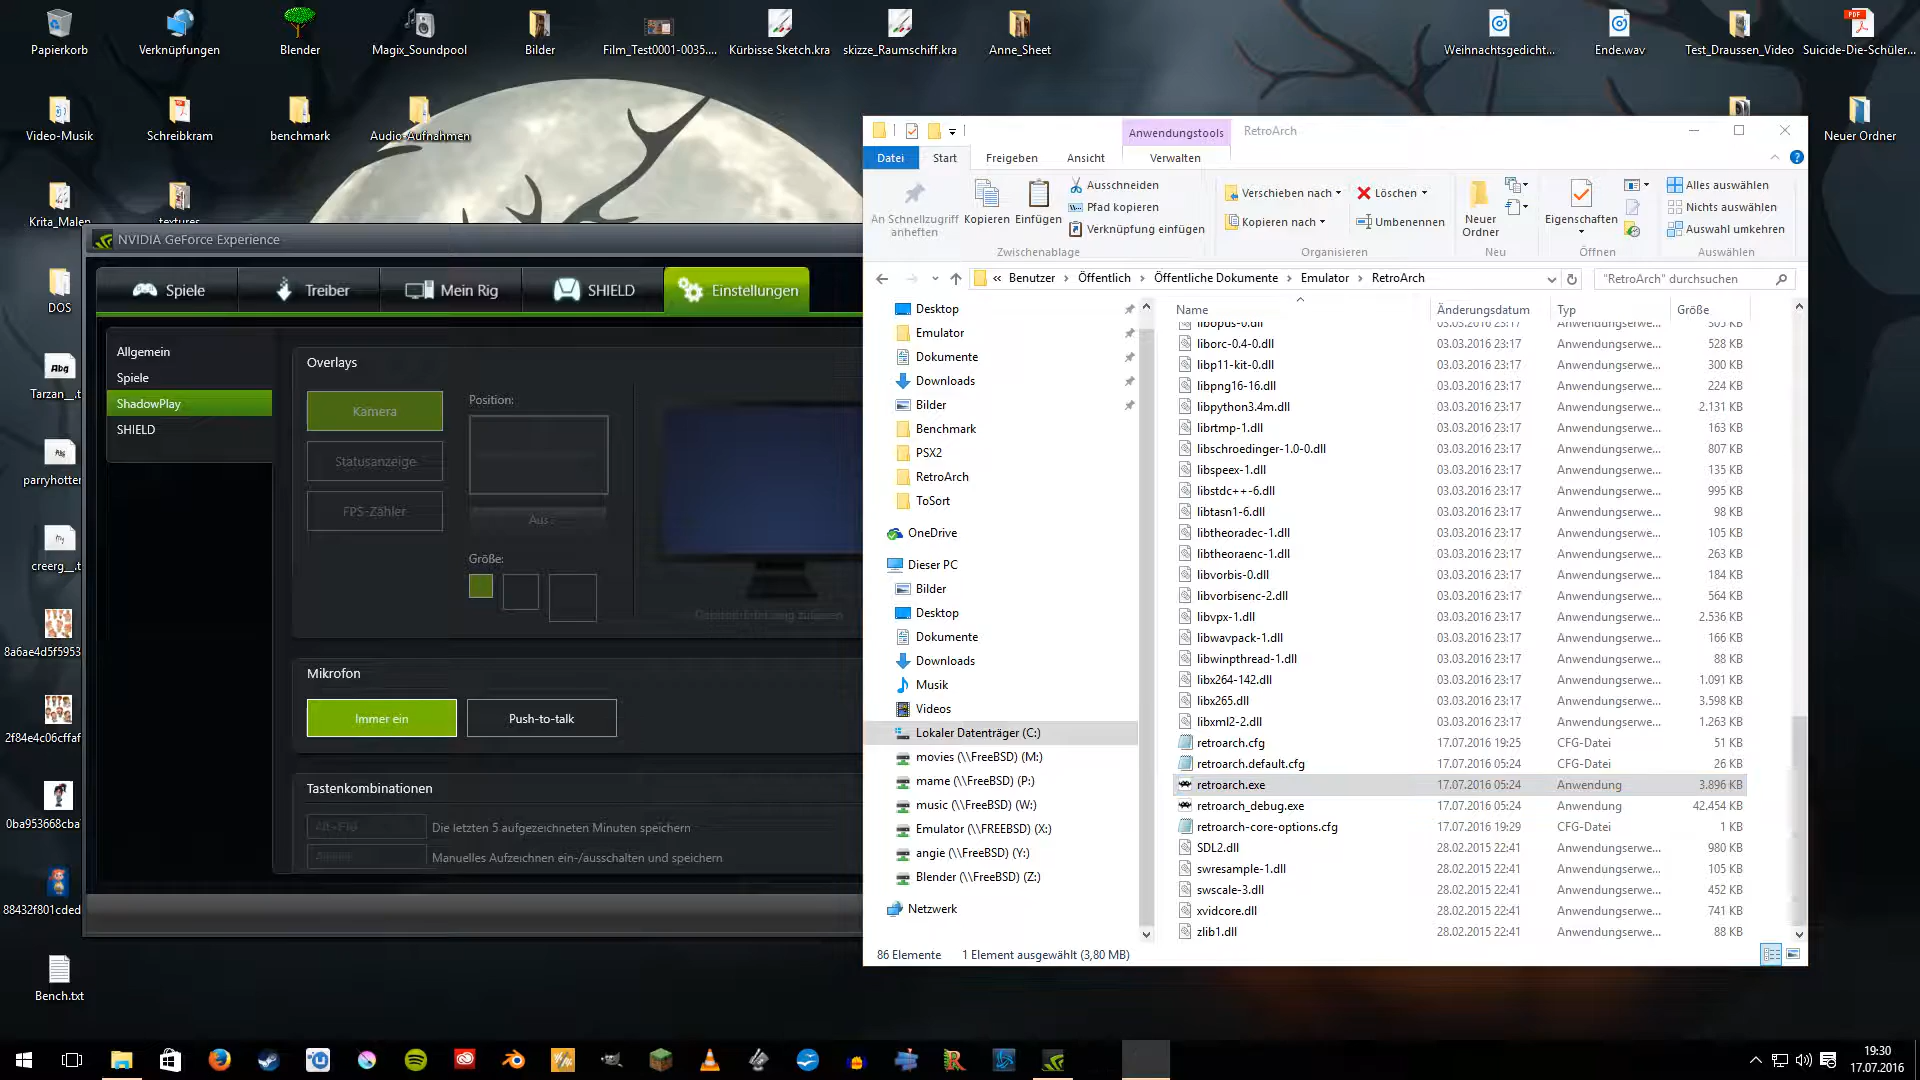 Papierkorb
Verknüpfungen
Blender
Magix_Soundpool
Bilder
Film_Test0001-0035....
Kürbisse Sketch.kra
skizze_Raumschiff.kra
Anne_Sheet
Weihnachtsgedicht...
Ende.wav
Test_Draussen_Video
Suicide-Die-Schüler...
Video-Musik
Schreibkram
benchmark
Audio-Aufnahmen
Neuer Ordner
Krita_Malen
textures
DOS
Tarzan__.t
parryhotter
creerg__.t
8a6ae4d5f5953
2f84e4c06cffaf
0ba953668cba
88432f801cded
Bench.txt
NVIDIA GeForce Experience
Spiele
Treiber
Mein Rig
SHIELD
Einstellungen
Allgemein
Spiele
ShadowPlay
SHIELD
Overlays
Kamera
Statusanzeige
FPS-Zähler
Position:
Aus
Größe:
Mikrofon
Immer ein
Push-to-talk
Tastenkombinationen
Die letzten 5 aufgezeichneten Minuten speichern
Manuelles Aufzeichnen ein-/ausschalten und speichern
Anwendungstools
RetroArch
Datei
Start
Freigeben
Ansicht
Verwalten
An Schnellzugriff
anheften
Kopieren
Einfügen
Ausschneiden
Pfad kopieren
Verknüpfung einfügen
Zwischenablage
Verschieben nach
Kopieren nach
Löschen
Umbenennen
Organisieren
Neuer
Ordner
Neu
Eigenschaften
Öffnen
Alles auswählen
Nichts auswählen
Auswahl umkehren
Auswählen
« Benutzer > Öffentlich > Öffentliche Dokumente > Emulator > RetroArch
"RetroArch" durchsuchen
Desktop
Emulator
Dokumente
Downloads
Bilder
Benchmark
PSX2
RetroArch
ToSort
OneDrive
Dieser PC
Bilder
Desktop
Dokumente
Downloads
Musik
Videos
Lokaler Datenträger (C:)
movies (\\FreeBSD) (M:)
mame (\\FreeBSD) (P:)
music (\\FreeBSD) (W:)
Emulator (\\FREEBSD) (X:)
angie (\\FreeBSD) (Y:)
Blender (\\FreeBSD) (Z:)
Netzwerk
Name Änderungsdatum Typ Größe
libopus-0.dll 03.03.2016 23:17 Anwendungserwe... 305 KB
liborc-0.4-0.dll 03.03.2016 23:17 Anwendungserwe... 528 KB
libp11-kit-0.dll 03.03.2016 23:17 Anwendungserwe... 300 KB
libpng16-16.dll 03.03.2016 23:17 Anwendungserwe... 224 KB
libpython3.4m.dll 03.03.2016 23:17 Anwendungserwe... 2.131 KB
librtmp-1.dll 03.03.2016 23:17 Anwendungserwe... 163 KB
libschroedinger-1.0-0.dll 03.03.2016 23:17 Anwendungserwe... 807 KB
libspeex-1.dll 03.03.2016 23:17 Anwendungserwe... 135 KB
libstdc++-6.dll 03.03.2016 23:17 Anwendungserwe... 995 KB
libtasn1-6.dll 03.03.2016 23:17 Anwendungserwe... 98 KB
libtheoradec-1.dll 03.03.2016 23:17 Anwendungserwe... 105 KB
libtheoraenc-1.dll 03.03.2016 23:17 Anwendungserwe... 263 KB
libvorbis-0.dll 03.03.2016 23:17 Anwendungserwe... 184 KB
libvorbisenc-2.dll 03.03.2016 23:17 Anwendungserwe... 564 KB
libvpx-1.dll 03.03.2016 23:17 Anwendungserwe... 2.536 KB
libwavpack-1.dll 03.03.2016 23:17 Anwendungserwe... 166 KB
libwinpthread-1.dll 03.03.2016 23:17 Anwendungserwe... 88 KB
libx264-142.dll 03.03.2016 23:17 Anwendungserwe... 1.091 KB
libx265.dll 03.03.2016 23:17 Anwendungserwe... 3.598 KB
libxml2-2.dll 03.03.2016 23:17 Anwendungserwe... 1.263 KB
retroarch.cfg 17.07.2016 19:25 CFG-Datei 51 KB
retroarch.default.cfg 17.07.2016 05:24 CFG-Datei 26 KB
retroarch.exe 17.07.2016 05:24 Anwendung 3.896 KB
retroarch_debug.exe 17.07.2016 05:24 Anwendung 42.454 KB
retroarch-core-options.cfg 17.07.2016 19:29 CFG-Datei 1 KB
SDL2.dll 28.02.2015 22:41 Anwendungserwe... 980 KB
swresample-1.dll 28.02.2015 22:41 Anwendungserwe... 105 KB
swscale-3.dll 28.02.2015 22:41 Anwendungserwe... 452 KB
xvidcore.dll 28.02.2015 22:41 Anwendungserwe... 741 KB
zlib1.dll 28.02.2015 22:41 Anwendungserwe... 88 KB
86 Elemente 1 Element ausgewählt (3,80 MB)
19:30
17.07.2016